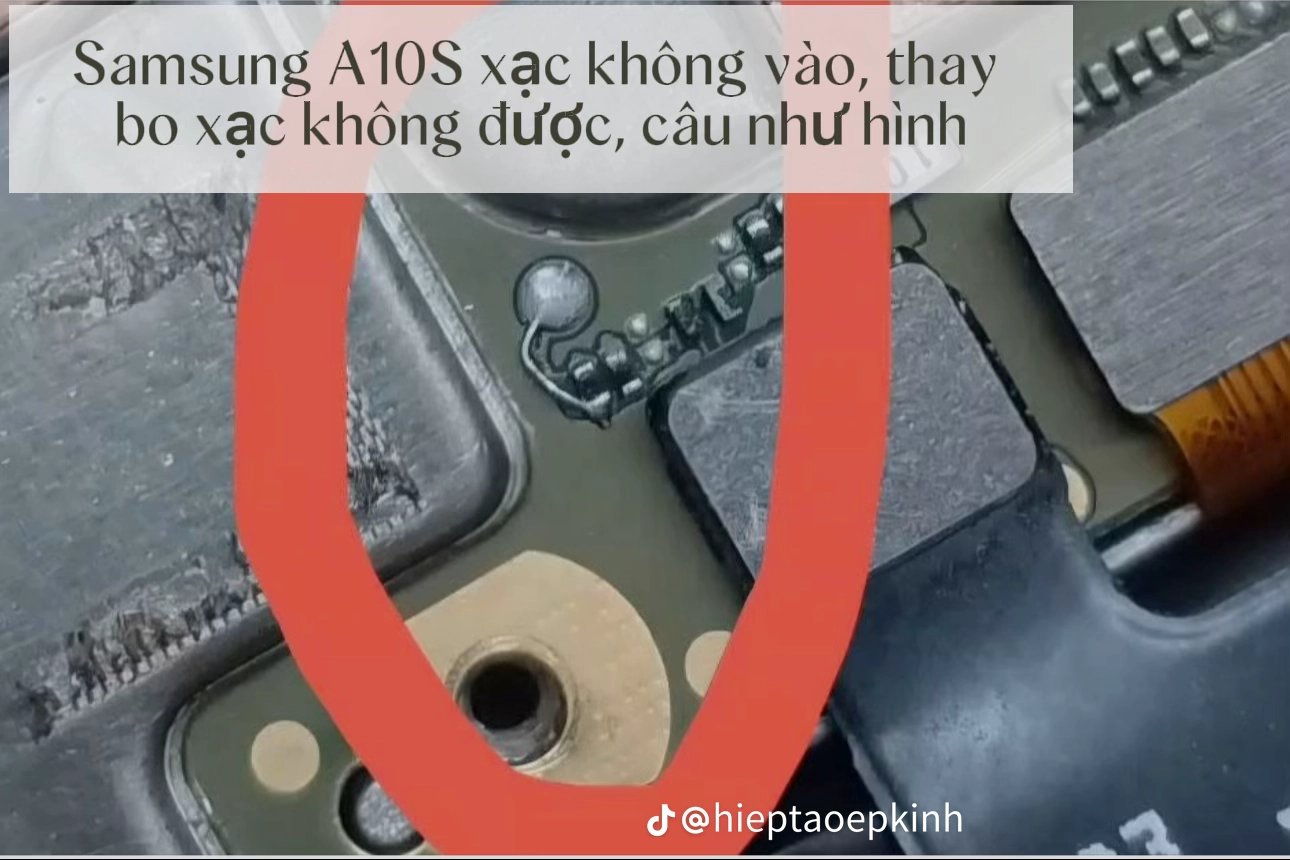 Samsung A10S xạc không vào, thay
bo xạc không được, câu như hình
@hieptaoepkinh